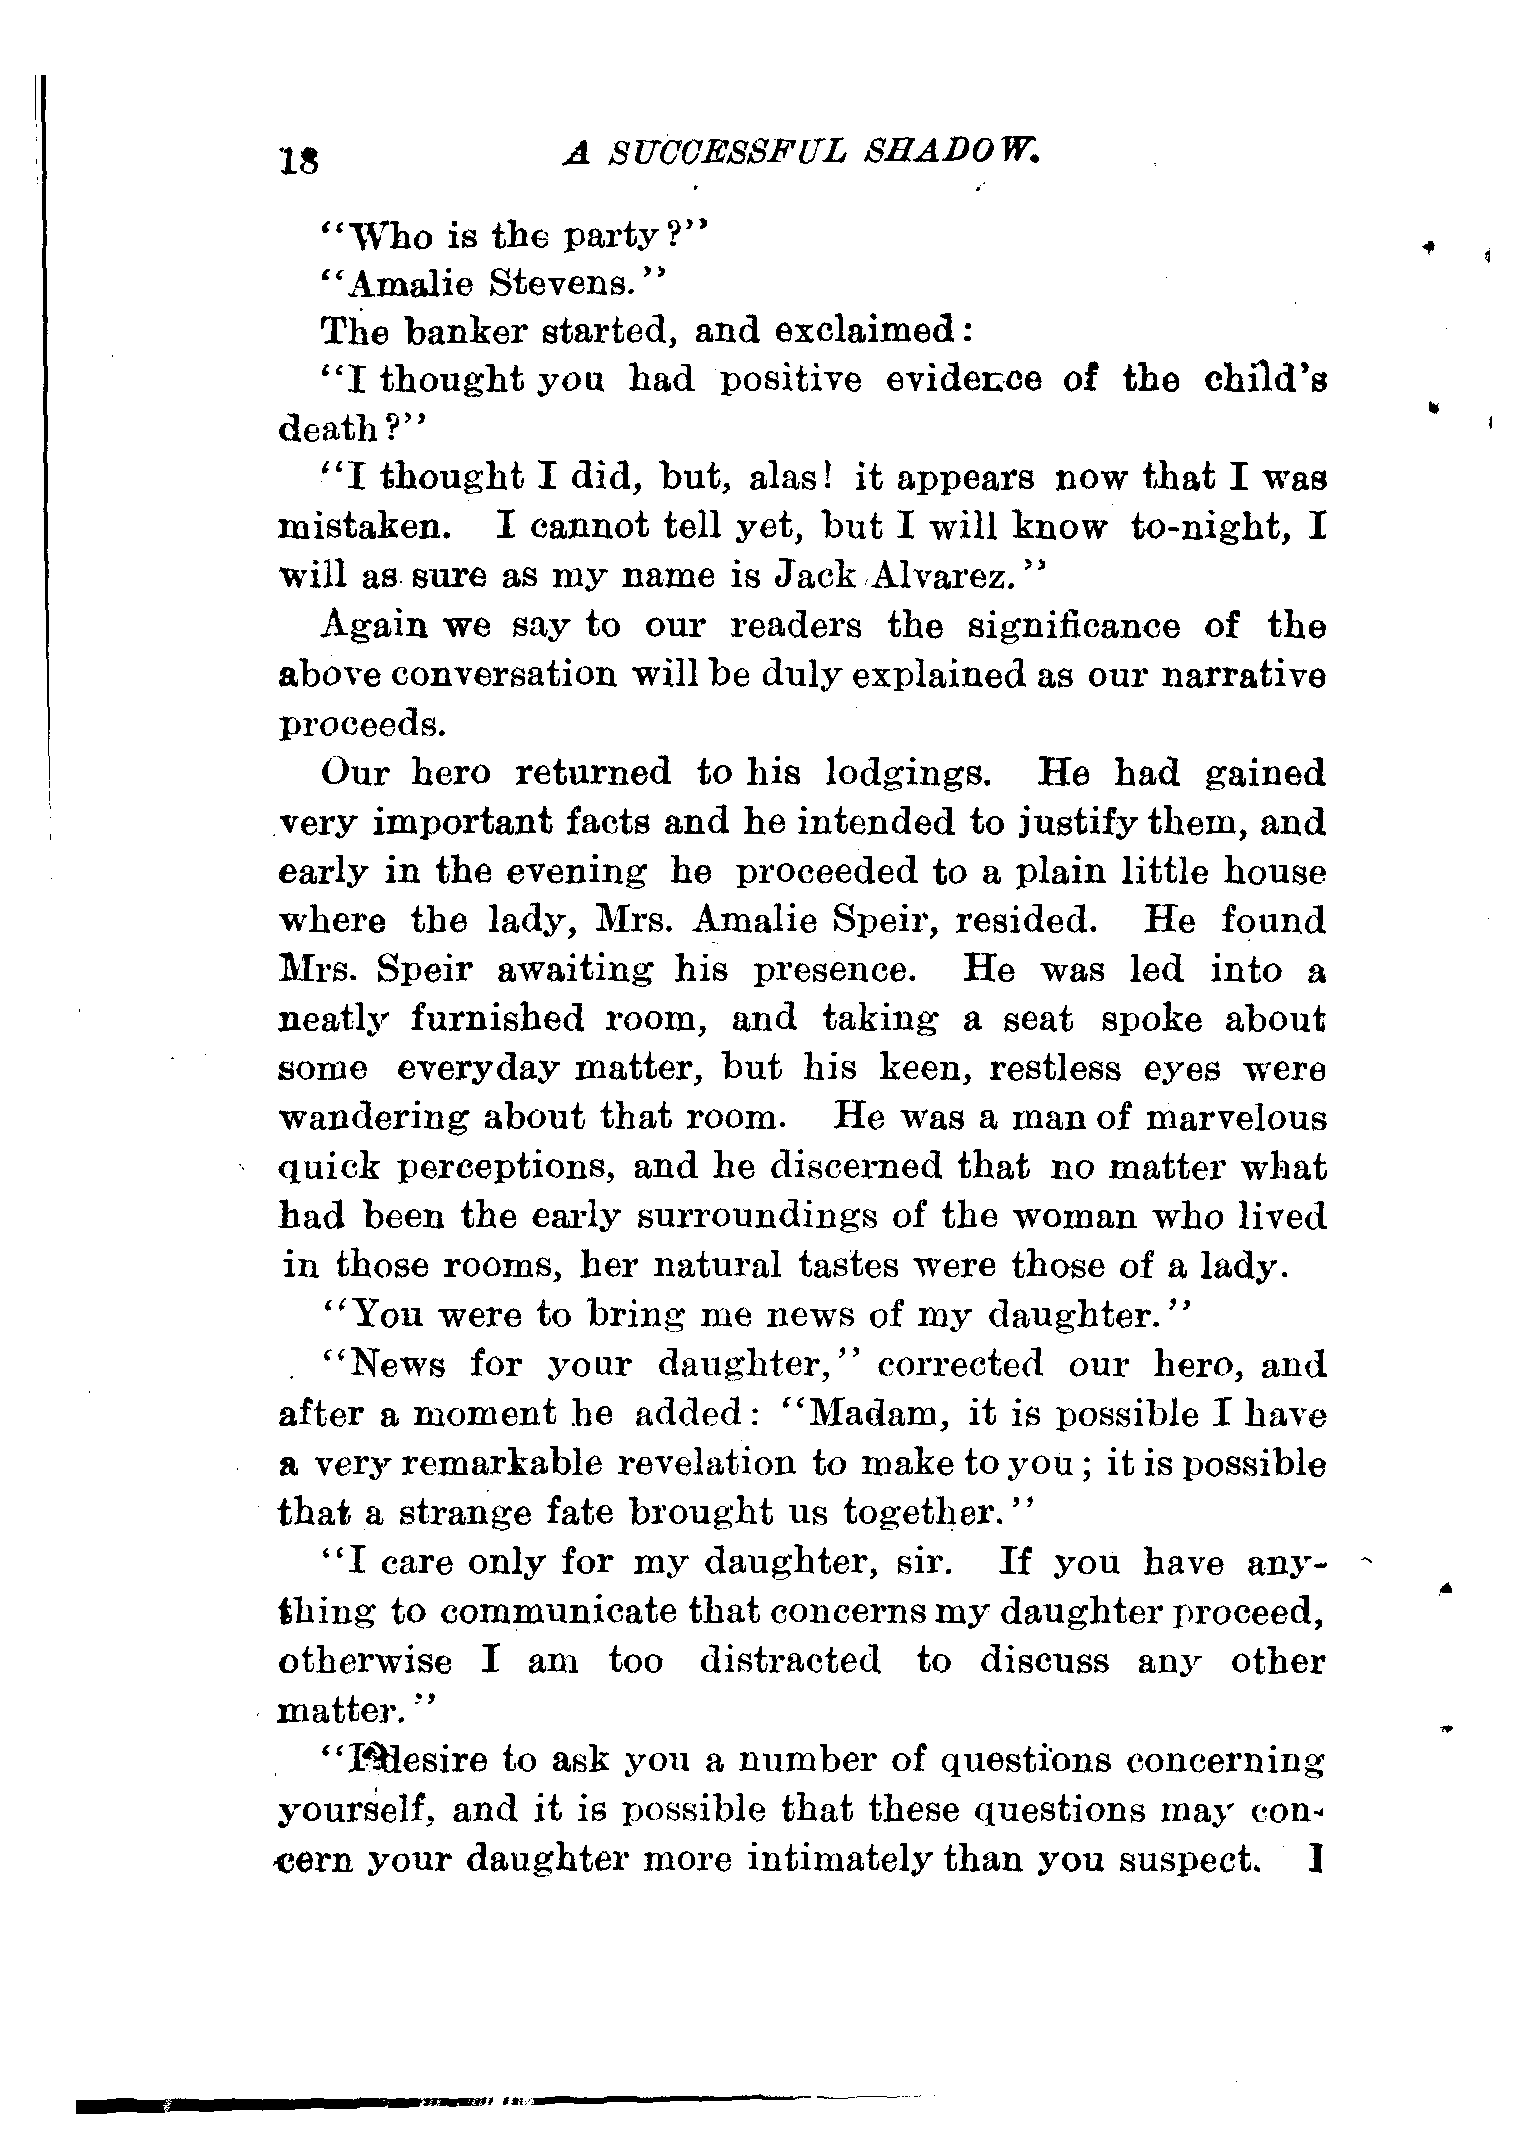 18 A SUCCESSFUL SHADOW.
“Who is the party?”
“Amalie Stevens.”
The banker started, and exclaimed:
“I thought you had positive evidence of the child’s
death?”
“I thought I did, but, alas! it appears now that I was
mistaken. I cannot tell yet, but I will know to-night, I
will as sure as my name is Jack Alvarez.”
Again we say to our readers the significance of the
above conversation will be duly explained as our narrative
proceeds.
Our hero returned to his lodgings. He had gained
very important facts and he intended to justify them, and
early in the evening he proceeded to a plain little house
where the lady, Mrs. Amalie Speir, resided. He found
Mrs. Speir awaiting his presence. He was led into a
neatly furnished room, and taking a seat spoke about
some everyday matter, but his keen, restless eyes were
wandering about that room. He was a man of marvelous
quick perceptions, and he discerned that no matter what
had been the early surroundings of the woman who lived
in those rooms, her natural tastes were those of a lady.
“You were to bring me news of my daughter.”
“News for your daughter,” corrected our hero, and
after a moment he added: “Madam, it is possible I have
a very remarkable revelation to make to you; it is possible
that a strange fate brought us together.”
“I care only for my daughter, sir. If you have any-
thing to communicate that concerns my daughter proceed,
otherwise I am too distracted to discuss any other
matter.”
“I desire to ask you a number of questions concerning
yourself, and it is possible that these questions may con-
cern your daughter more intimately than you suspect. I